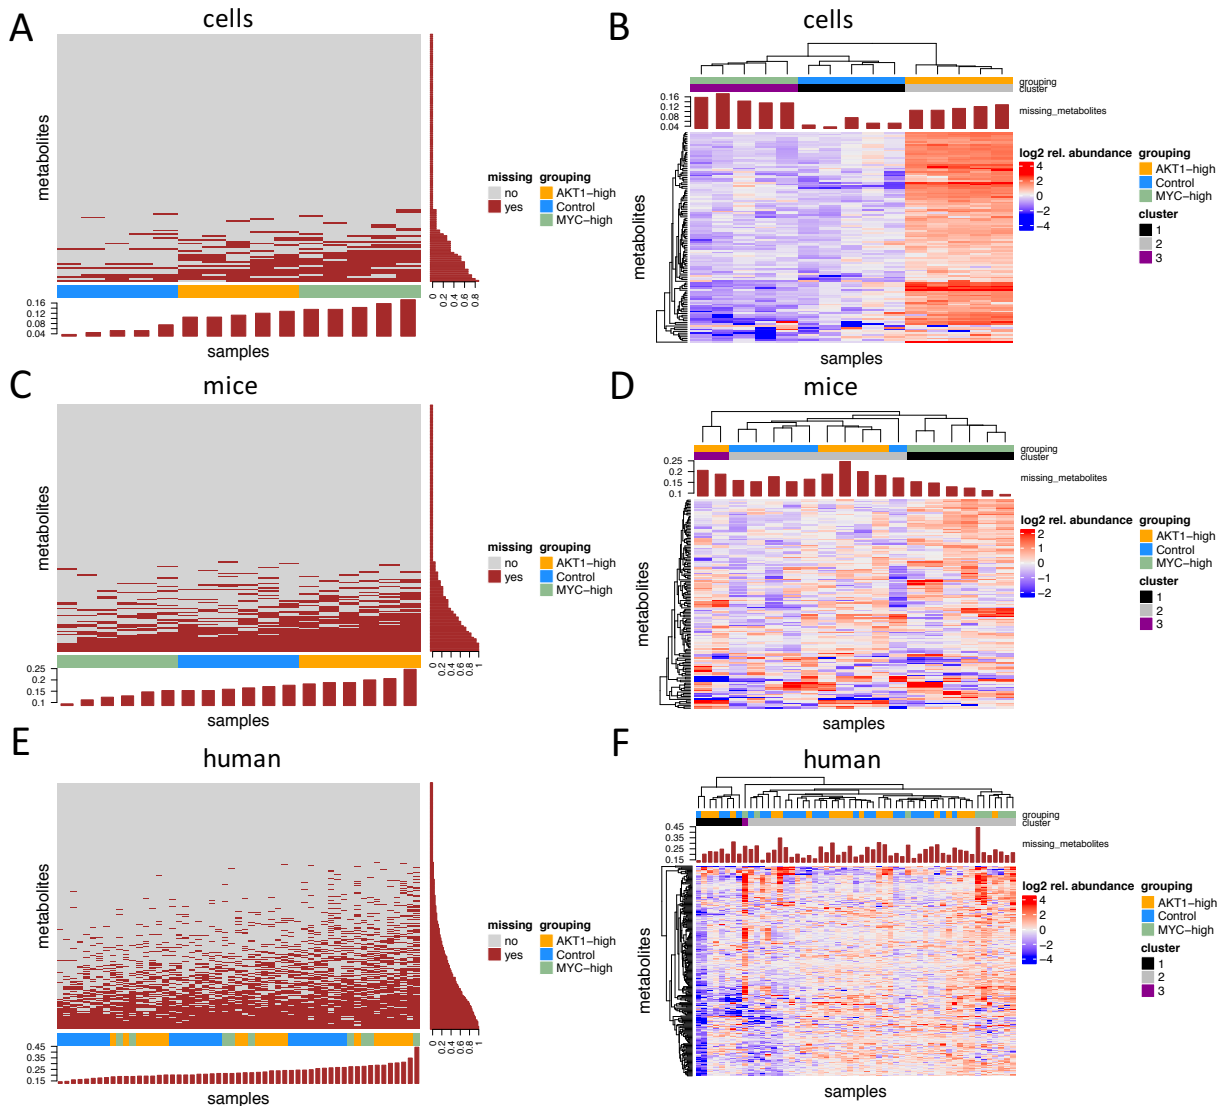 A
cells
metabolites
missing grouping
no AKT1−high
yes Control
MYC−high
0.16
0.12
0.08
0.04
samples
0
0.2
0.4
0.6
0.8
B
cells
grouping
cluster
0.16
0.12
0.08
0.04
missing_metabolites
metabolites
samples
log2 rel. abundance grouping
4
2
0
−2
−4
AKT1−high
Control
MYC−high
cluster
1
2
3
C
mice
metabolites
missing grouping
no AKT1−high
yes Control
MYC−high
0.25
0.2
0.15
0.1
samples
0
0.2
0.4
0.6
0.8
1
D
mice
grouping
cluster
0.25
0.2
0.15
0.1
missing_metabolites
metabolites
samples
log2 rel. abundance grouping
2
1
0
−1
−2
AKT1−high
Control
MYC−high
cluster
1
2
3
E
human
metabolites
missing grouping
no AKT1−high
yes Control
MYC−high
0.45
0.35
0.25
0.15
samples
0
0.2
0.4
0.6
0.8
1
F
human
grouping
cluster
0.45
0.35
0.25
0.15
missing_metabolites
metabolites
samples
log2 rel. abundance grouping
4
2
0
−2
−4
AKT1−high
Control
MYC−high
cluster
1
2
3